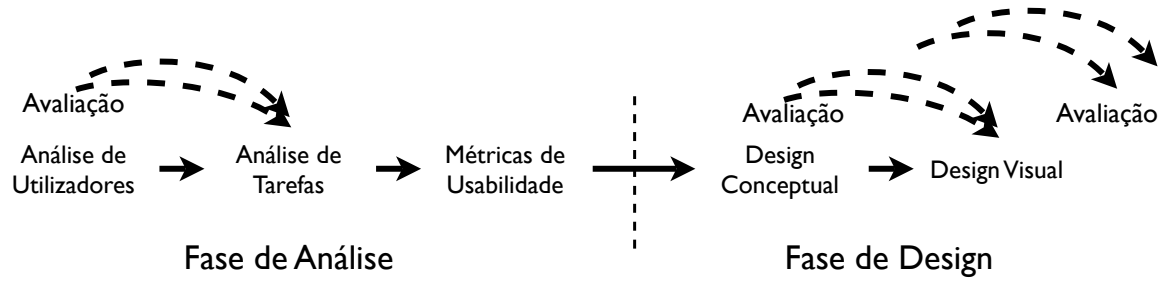 Avaliação
Avaliação
Avaliação
Análise de
Utilizadores
Análise de
Tarefas
Métricas de
Usabilidade
Design
Conceptual
Design Visual
Fase de Análise
Fase de Design